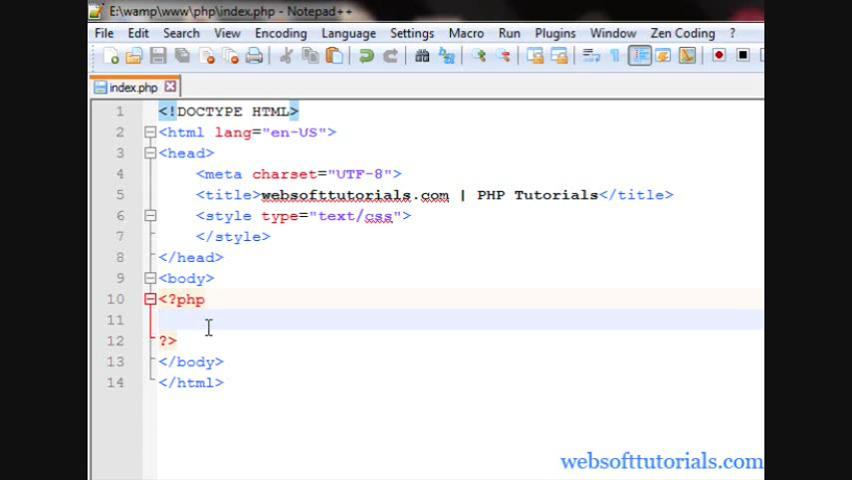 E:\wamp\www\php\index.php - Notepad++
File Edit Search View Encoding Language Settings Macro Run Plugins Window Zen Coding ?
index.php
1 <!DOCTYPE HTML>
2 <html lang="en-US">
3 <head>
4 <meta charset="UTF-8">
5 <title>websofttutorials.com | PHP Tutorials</title>
6 <style type="text/css">
7 </style>
8 </head>
9 <body>
10 <?php
11
12 ?>
13 </body>
14 </html>
websofttutorials.com